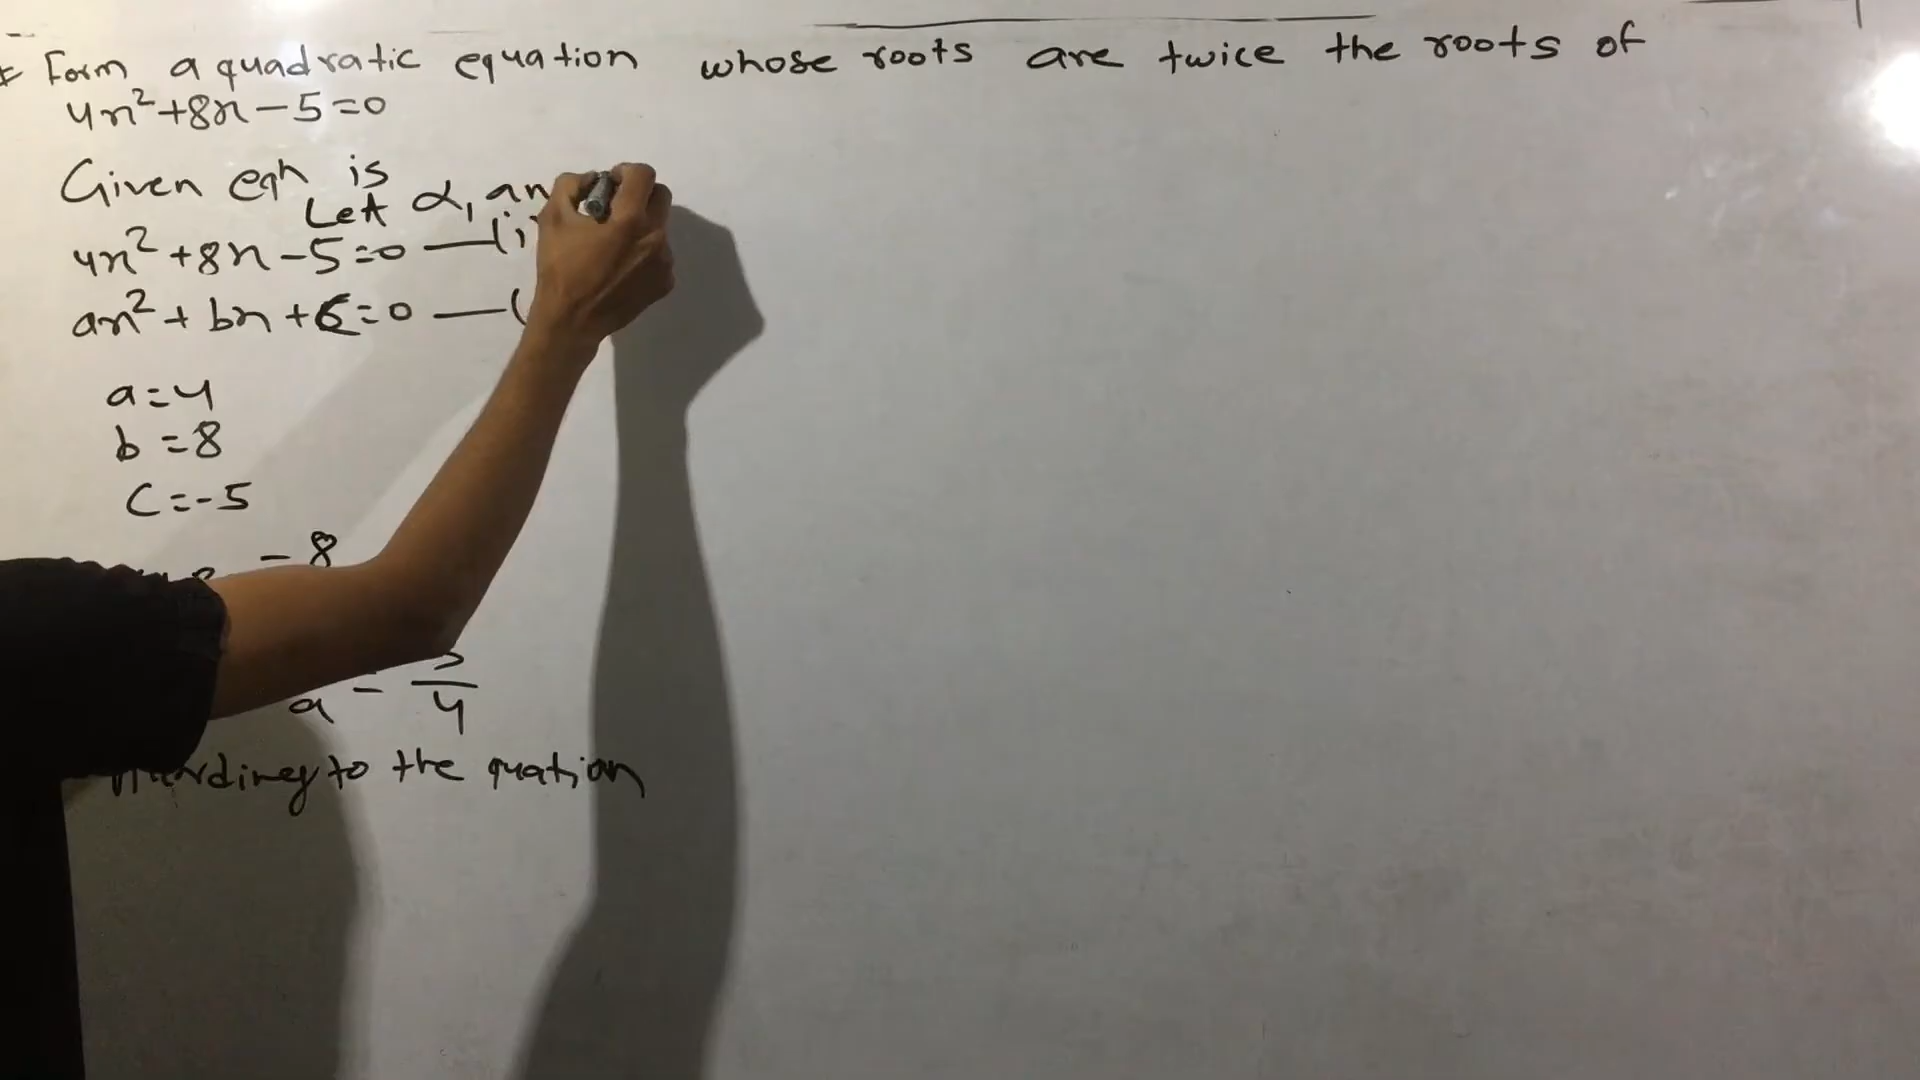 Form a quadratic equation whose roots are twice the roots of
4x²+8x-5=0
Given eqn is
Let α, an
4x²+8x-5=0 —(i)
ax²+bx+c=0 —(
a=4
b=8
c=-5
-8
a = 5/4
to the quation